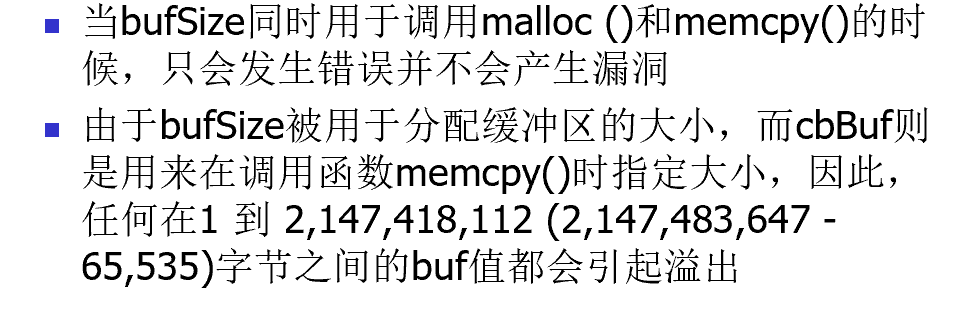 当bufSize同时用于调用malloc ()和memcpy()的时
候，只会发生错误并不会产生漏洞
由于bufSize被用于分配缓冲区的大小，而cbBuf则
是用来在调用函数memcpy()时指定大小，因此，
任何在1 到 2,147,418,112 (2,147,483,647 -
65,535)字节之间的buf值都会引起溢出